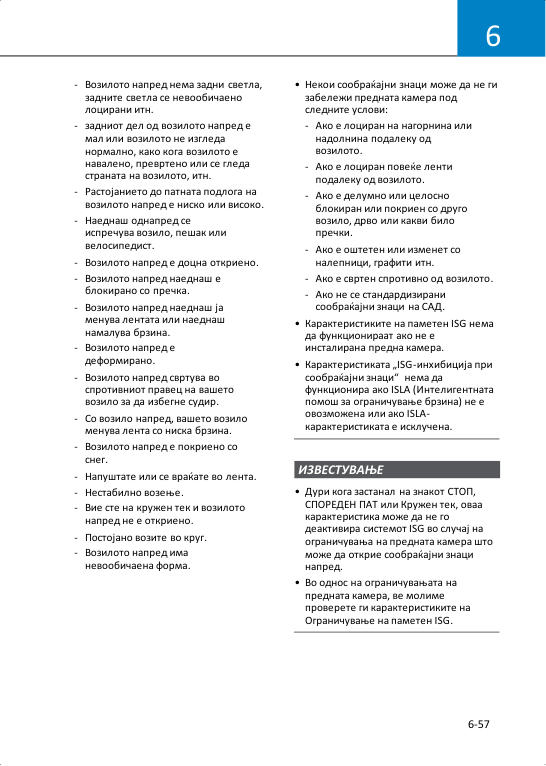 6
- Возилото напред нема задни светла,
задните светла се невообичаено
лоцирани итн.
- задниот дел од возилото напред е
мал или возилото не изгледа
нормално, како кога возилото е
навалено, превртено или се гледа
страната на возилото, итн.
- Растојанието до патната подлога на
возилото напред е ниско или високо.
- Наеднаш однапред се
испречува возило, пешак или
велосипедист.
- Возилото напред е доцна откриено.
- Возилото напред наеднаш е
блокирано со пречка.
- Возилото напред наеднаш ја
менува лентата или наеднаш
намалува брзина.
- Возилото напред е
деформирано.
- Возилото напред свртува во
спротивниот правец на вашето
возило за да избегне судир.
- Со возило напред, вашето возило
менува лента со ниска брзина.
- Возилото напред е покриено со
снег.
- Напуштате или се враќате во лента.
- Нестабилно возење.
- Вие сте на кружен тек и возилото
напред не е откриено.
- Постојано возите во круг.
- Возилото напред има
невообичаена форма.
• Некои сообраќајни знаци може да не ги
забележи предната камера под
следните услови:
- Ако е лоциран на нагорнина или
надолнина подалеку од
возилото.
- Ако е лоциран повеќе ленти
подалеку од возилото.
- Ако е делумно или целосно
блокиран или покриен со друго
возило, дрво или какви било
пречки.
- Ако е оштетен или изменет со
налепници, графити итн.
- Ако е свртен спротивно од возилото.
- Ако не се стандардизирани
сообраќајни знаци на САД.
• Карактеристиките на паметен ISG нема
да функционираат ако не е
инсталирана предна камера.
• Карактеристиката „ISG-инхибиција при
сообраќајни знаци“ нема да
функционира ако ISLA (Интелигентната
помош за ограничување брзина) не е
овозможена или ако ISLA-
карактеристиката е исклучена.
ИЗВЕСТУВАЊЕ
• Дури кога застанал на знакот СТОП,
СПОРЕДЕН ПАТ или Кружен тек, оваа
карактеристика може да не го
деактивира системот ISG во случај на
ограничувања на предната камера што
може да открие сообраќајни знаци
напред.
• Во однос на ограничувањата на
предната камера, ве молиме
проверете ги карактеристиките на
Ограничување на паметен ISG.
6-57